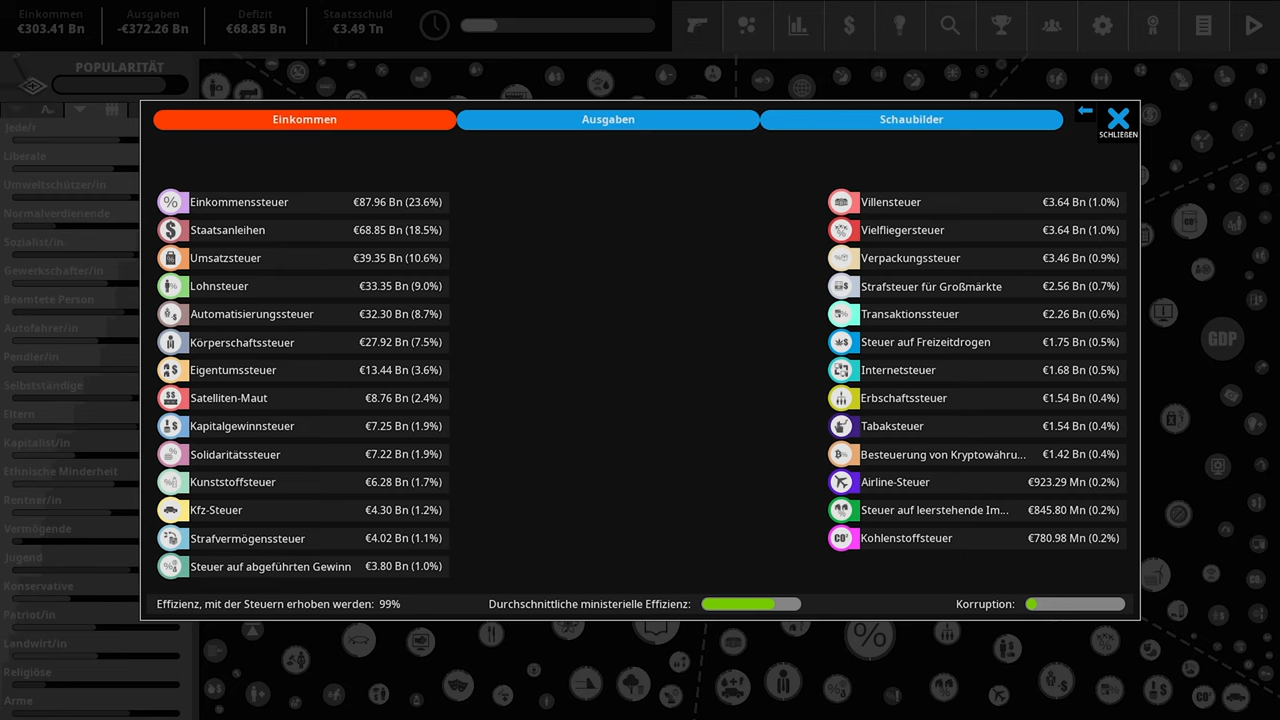 Einkommen Ausgaben Defizit Staatsschuld
€303.41 Bn -€372.26 Bn €68.85 Bn €3.49 Tn
POPULARITÄT
Einkommen Ausgaben Schaubilder
SCHLIEßEN
Jede/r
Liberale
Umweltschützer/in
Normalverdienende
Sozialist/in
Gewerkschafter/in
Beamtete Person
Autofahrer/in
Pendler/in
Selbstständige
Eltern
Kapitalist/in
Ethnische Minderheit
Rentner/in
Vermögende
Jugend
Konservative
Patriot/in
Landwirt/in
Religiöse
Arme
Einkommenssteuer €87.96 Bn (23.6%)
Staatsanleihen €68.85 Bn (18.5%)
Umsatzsteuer €39.35 Bn (10.6%)
Lohnsteuer €33.35 Bn (9.0%)
Automatisierungssteuer €32.30 Bn (8.7%)
Körperschaftssteuer €27.92 Bn (7.5%)
Eigentumssteuer €13.44 Bn (3.6%)
Satelliten-Maut €8.76 Bn (2.4%)
Kapitalgewinnsteuer €7.25 Bn (1.9%)
Solidaritätssteuer €7.22 Bn (1.9%)
Kunststoffsteuer €6.28 Bn (1.7%)
Kfz-Steuer €4.30 Bn (1.2%)
Strafvermögenssteuer €4.02 Bn (1.1%)
Steuer auf abgeführten Gewinn €3.80 Bn (1.0%)
Villensteuer €3.64 Bn (1.0%)
Vielfliegersteuer €3.64 Bn (1.0%)
Verpackungssteuer €3.46 Bn (0.9%)
Strafsteuer für Großmärkte €2.56 Bn (0.7%)
Transaktionssteuer €2.26 Bn (0.6%)
Steuer auf Freizeitdrogen €1.75 Bn (0.5%)
Internetsteuer €1.68 Bn (0.5%)
Erbschaftssteuer €1.54 Bn (0.4%)
Tabaksteuer €1.54 Bn (0.4%)
Besteuerung von Kryptowähru... €1.42 Bn (0.4%)
Airline-Steuer €923.29 Mn (0.2%)
Steuer auf leerstehende Im... €845.80 Mn (0.2%)
Kohlenstoffsteuer €780.98 Mn (0.2%)
Effizienz, mit der Steuern erhoben werden: 99% Durchschnittliche ministerielle Effizienz: Korruption:
GDP